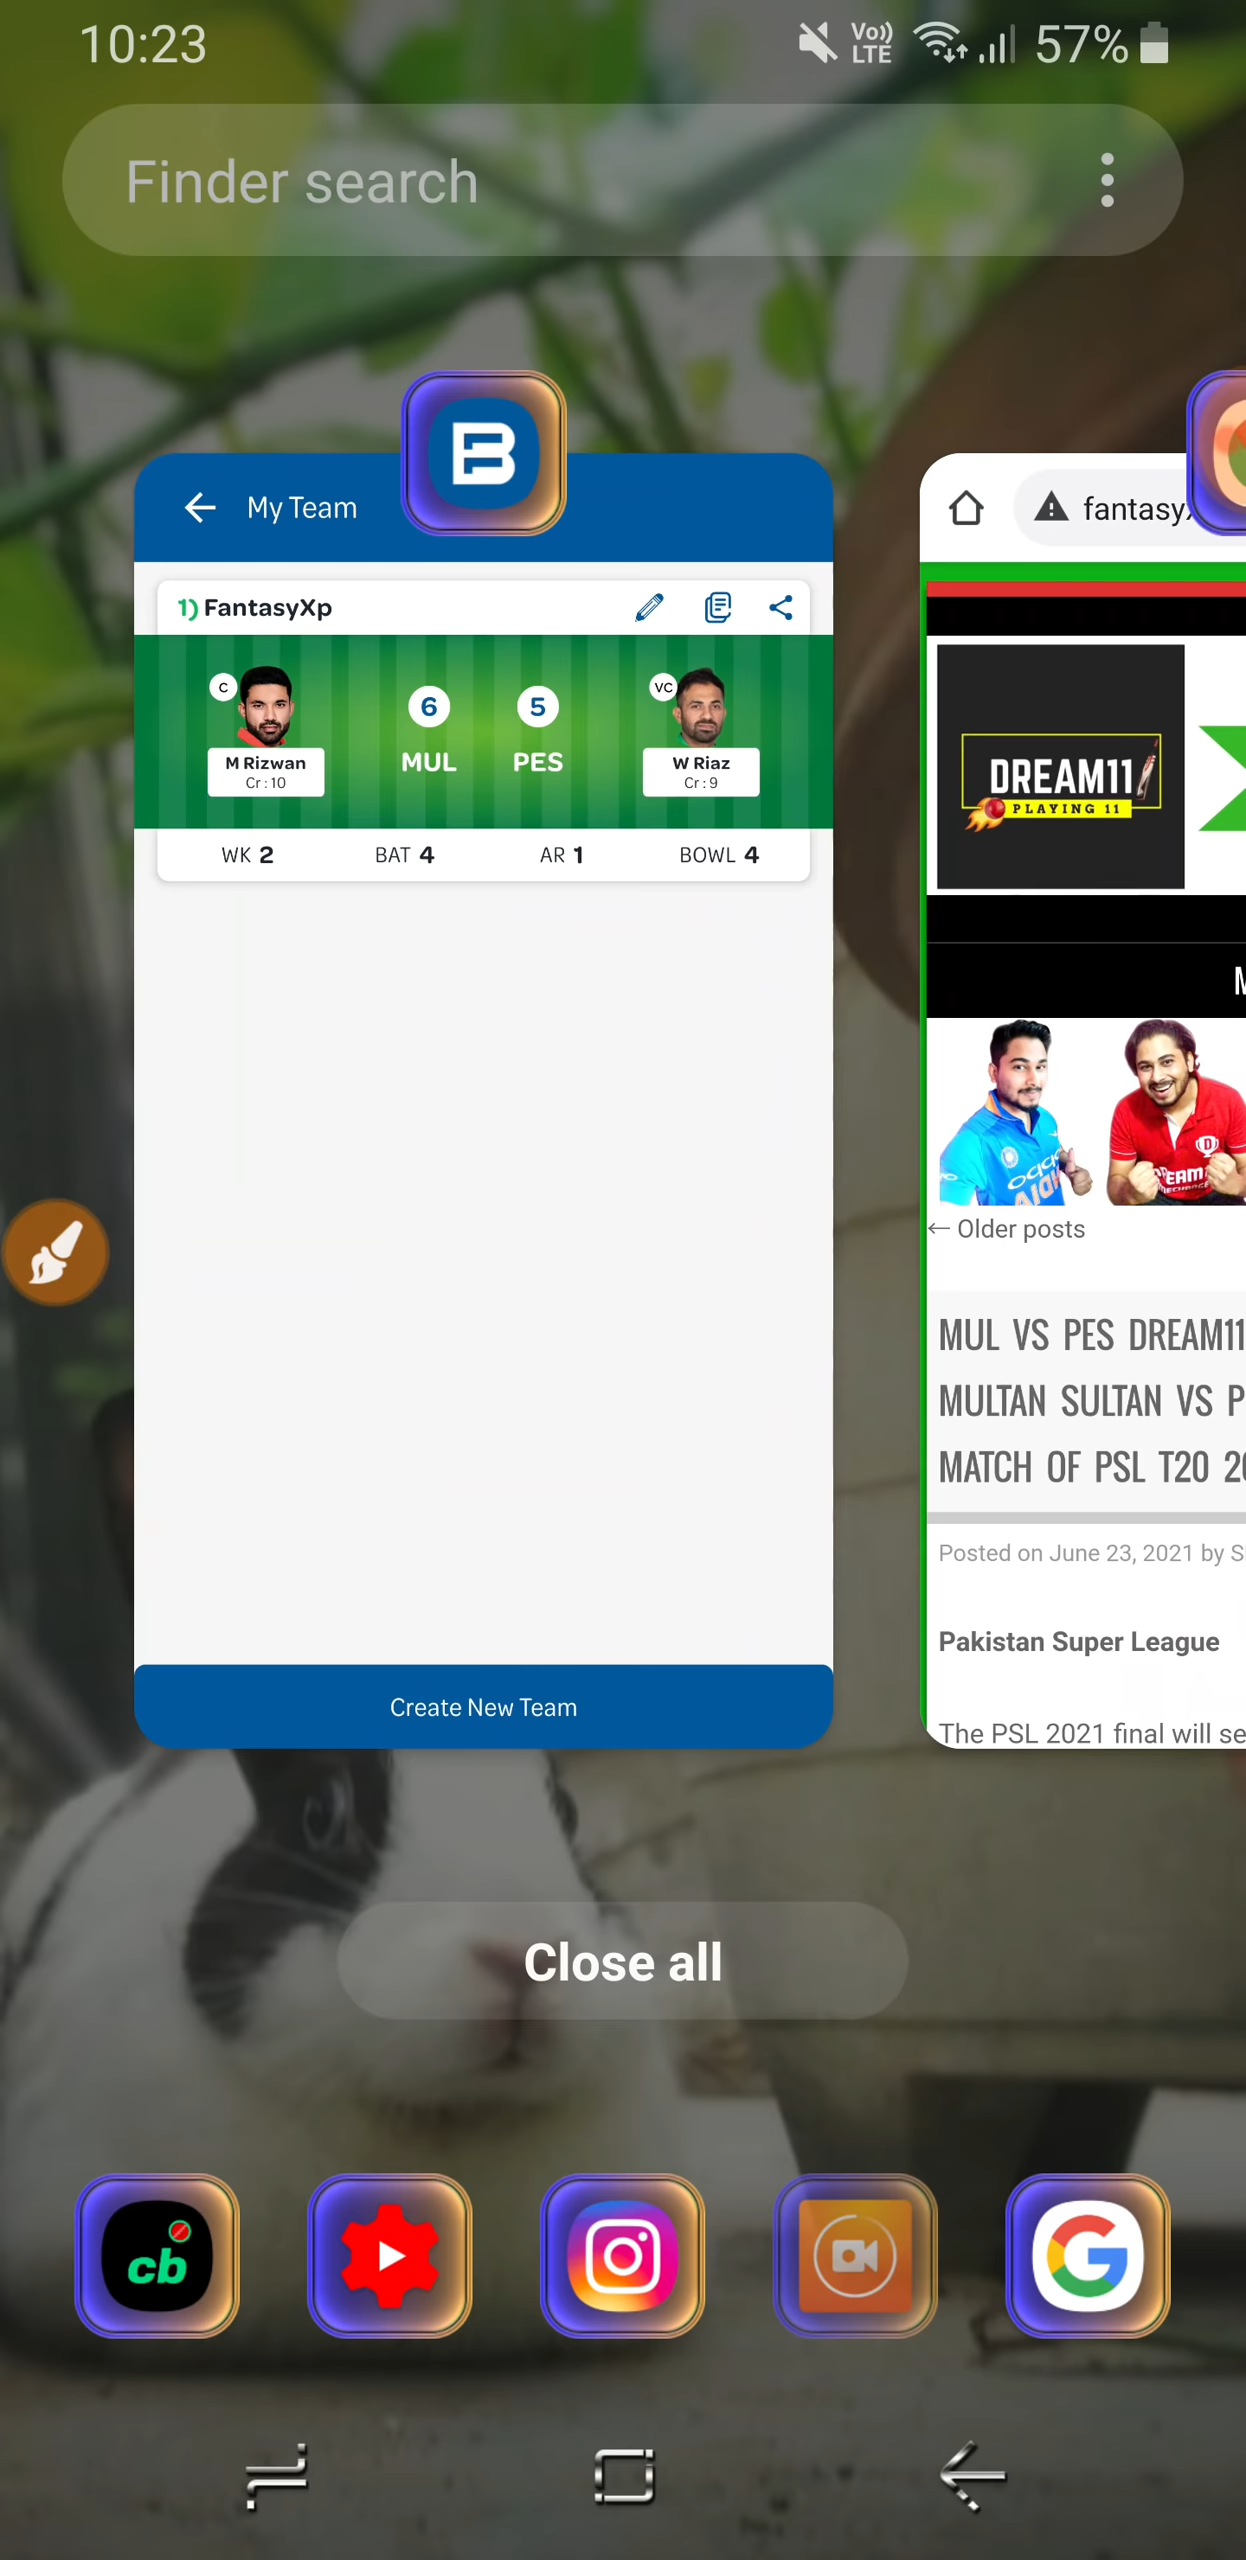 10:23
Vo))
LTE
57%
Finder search
My Team
1) FantasyXp
C
M Rizwan
Cr : 10
6
MUL
5
PES
VC
W Riaz
Cr : 9
WK 2
BAT 4
AR 1
BOWL 4
Create New Team
DREAM11
PLAYING 11
← Older posts
MUL VS PES DREAM11
MULTAN SULTAN VS P
MATCH OF PSL T20 2
Posted on June 23, 2021 by S
Pakistan Super League
The PSL 2021 final will se
Close all
cb